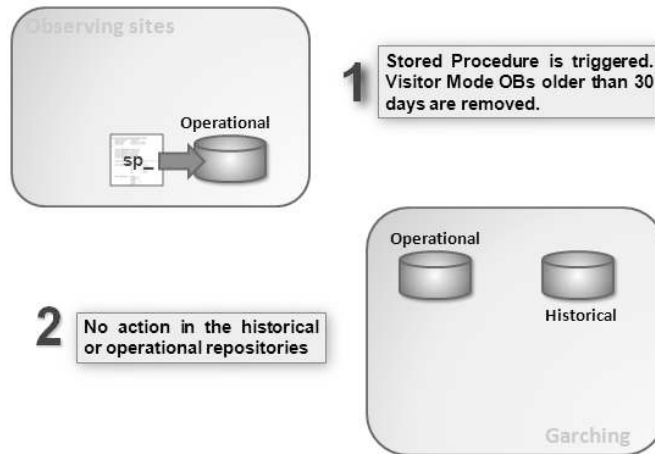 Observing sites
Operational
sp_
1
Stored Procedure is triggered.
Visitor Mode OBs older than 30
days are removed.
Operational
Historical
2
No action in the historical
or operational repositories
Garching